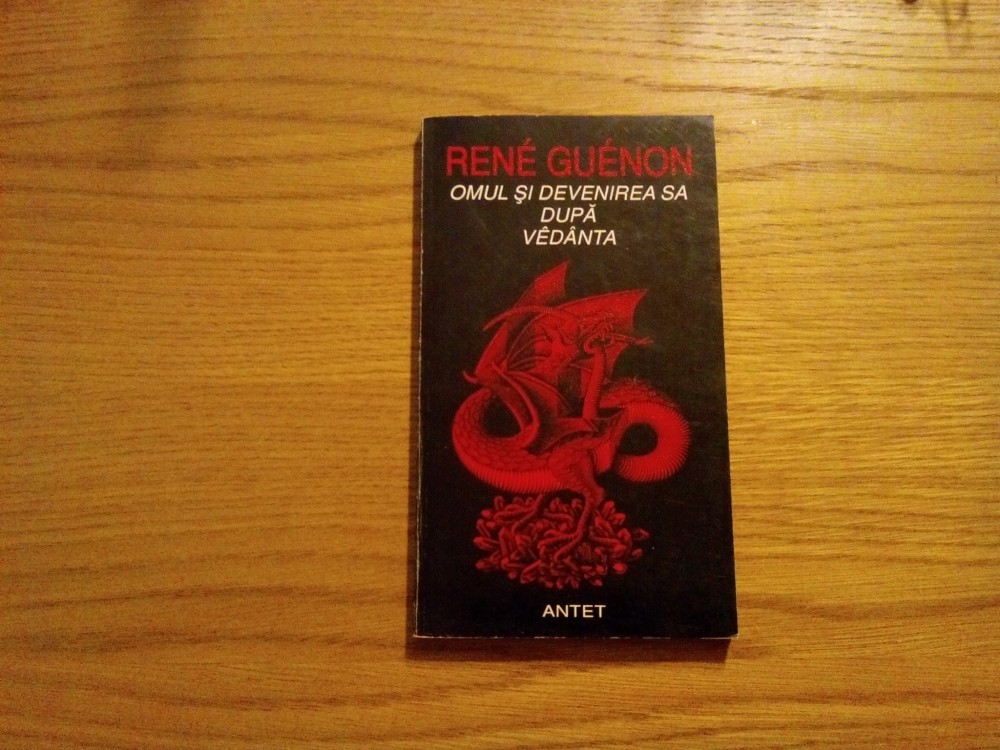 RENÉ GUÉNON
OMUL ŞI DEVENIREA SA
DUPĂ
VÊDÂNTA
ANTET